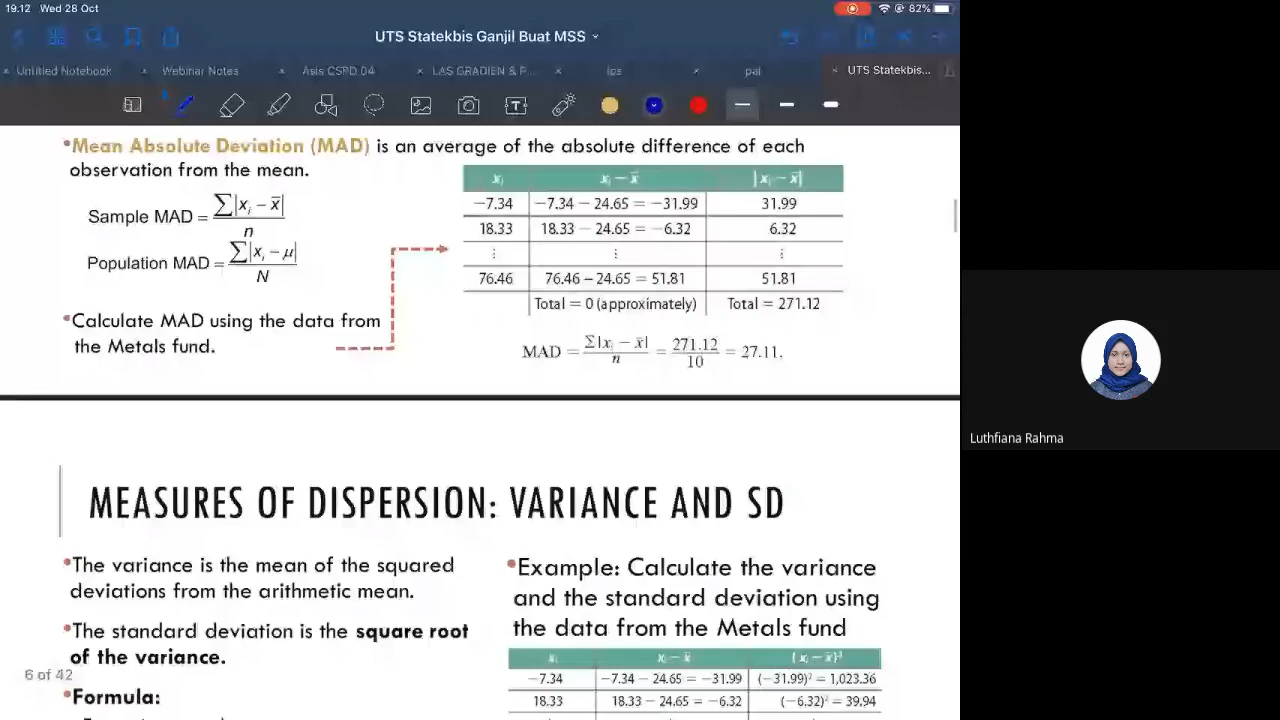 19.12 Wed 28 Oct
82%
UTS Statekbis Ganjil Buat MSS
Untitled Notebook
Webinar Notes
Asis CSPD 04
LAS GRADIEN & P...
lps
pai
UTS Statekbis...
•Mean Absolute Deviation (MAD) is an average of the absolute difference of each
observation from the mean.
Sample MAD = ∑|xᵢ − x̄| / n
Population MAD = ∑|xᵢ − μ| / N
•Calculate MAD using the data from
the Metals fund.
xᵢ xᵢ − x̄ |xᵢ − x̄|
−7.34 −7.34 − 24.65 = −31.99 31.99
18.33 18.33 − 24.65 = −6.32 6.32
⋮ ⋮ ⋮
76.46 76.46 − 24.65 = 51.81 51.81
Total = 0 (approximately) Total = 271.12
MAD = Σ|xᵢ − x̄| / n = 271.12 / 10 = 27.11.
MEASURES OF DISPERSION: VARIANCE AND SD
•The variance is the mean of the squared
deviations from the arithmetic mean.
•The standard deviation is the square root
of the variance.
•Formula:
6 of 42
•Example: Calculate the variance
and the standard deviation using
the data from the Metals fund
xᵢ xᵢ − x̄ (xᵢ − x̄)²
−7.34 −7.34 − 24.65 = −31.99 (−31.99)² = 1,023.36
18.33 18.33 − 24.65 = −6.32 (−6.32)² = 39.94
Luthfiana Rahma